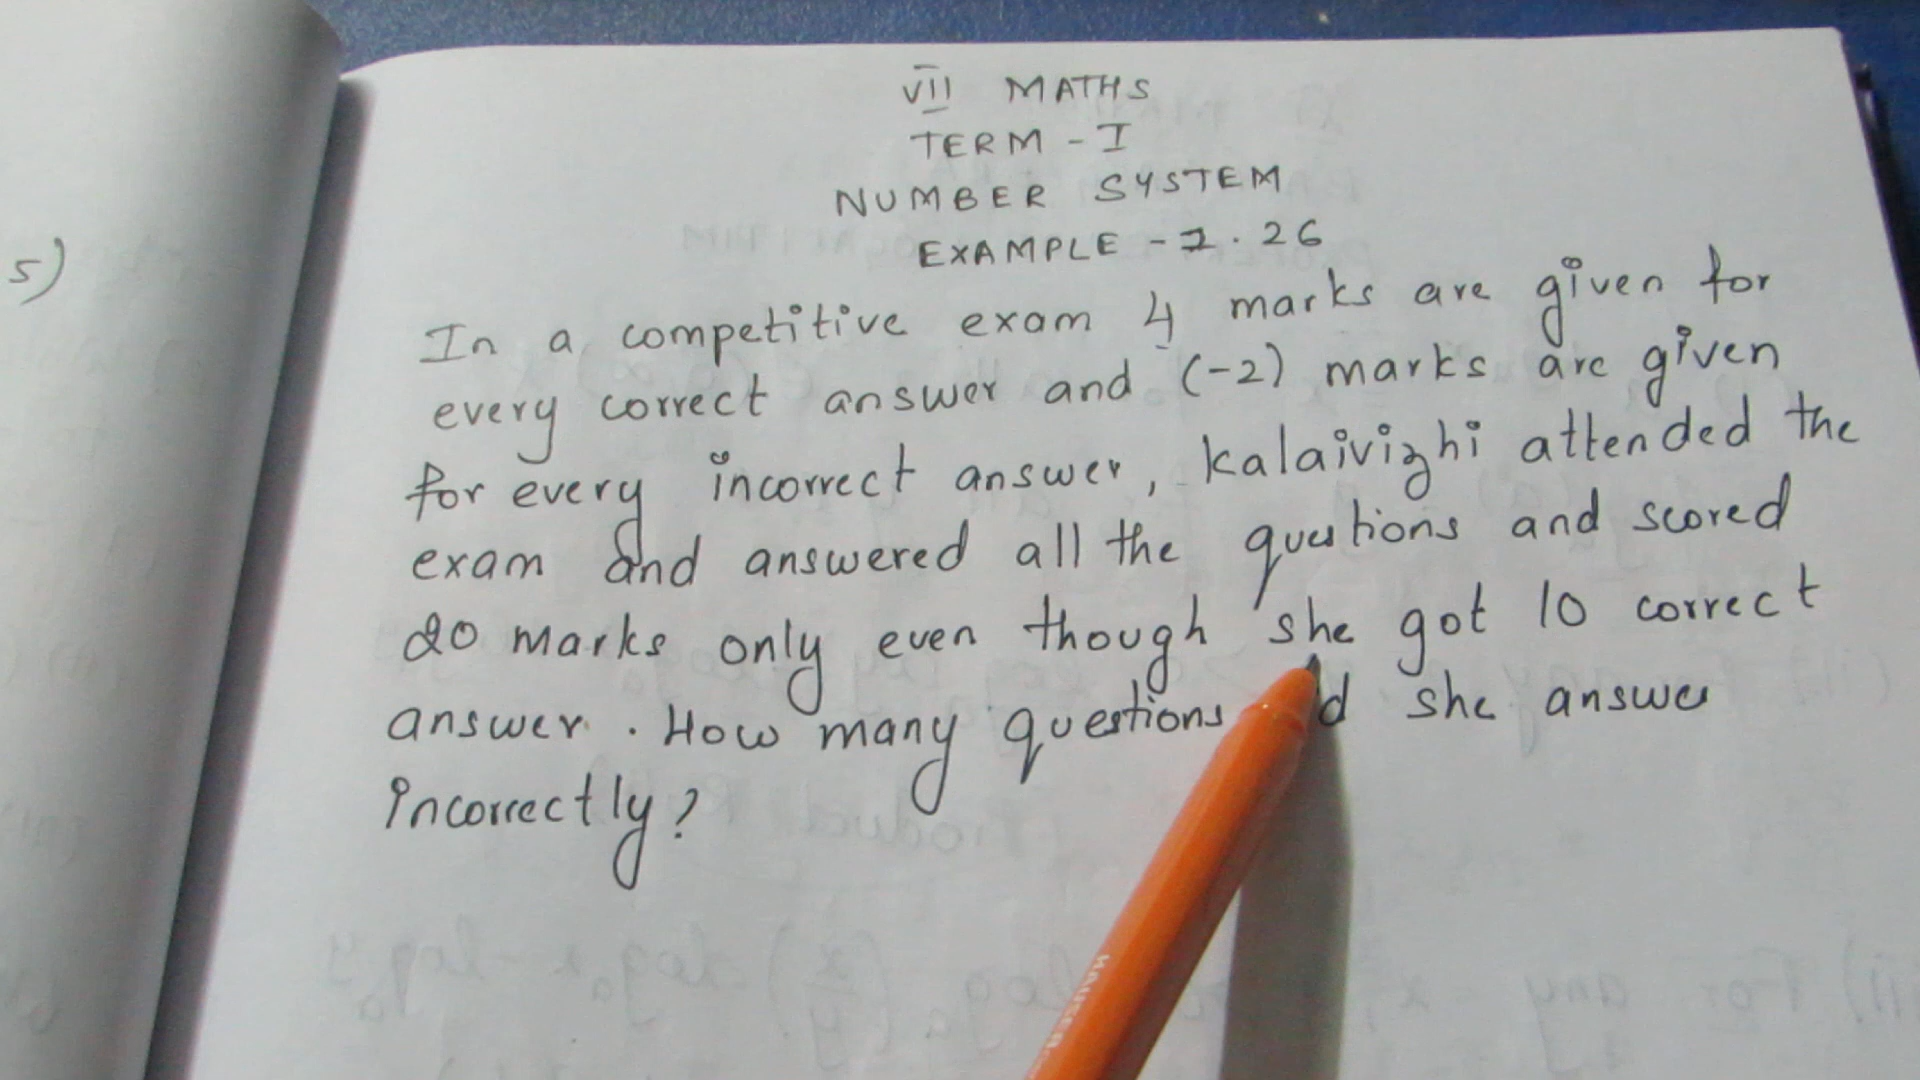 5)
VII MATHS
TERM - I
NUMBER SYSTEM
EXAMPLE - 1.26
In a competitive exam 4 marks are given for
every correct answer and (-2) marks are given
for every incorrect answer, kalaivizhi attended the
exam and answered all the questions and scored
20 marks only even though she got 10 correct
answer. How many questions d she answer
incorrectly?